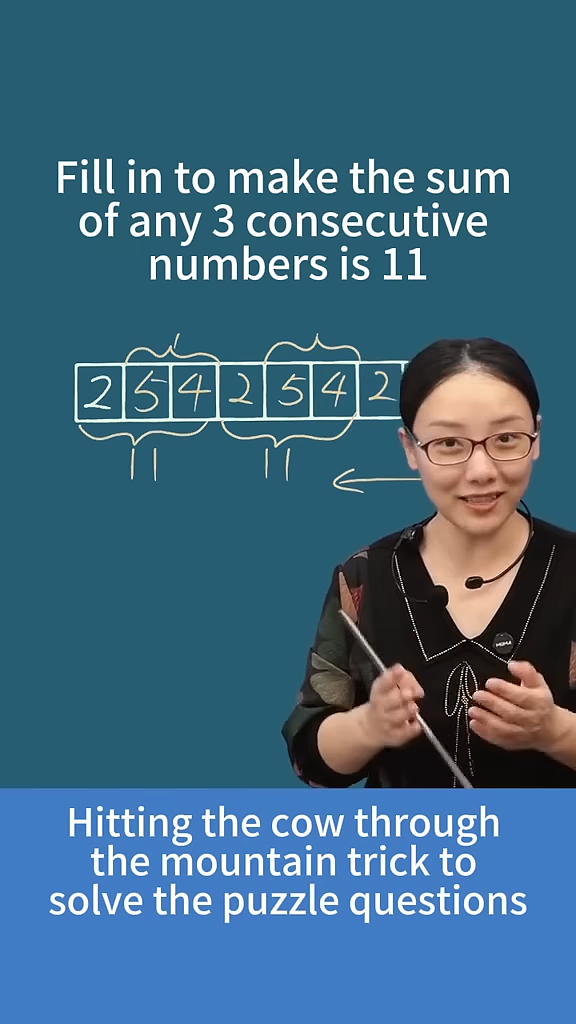 Fill in to make the sum
of any 3 consecutive
numbers is 11
2 5 4 2 5 4 2
11 11
Hitting the cow through
the mountain trick to
solve the puzzle questions